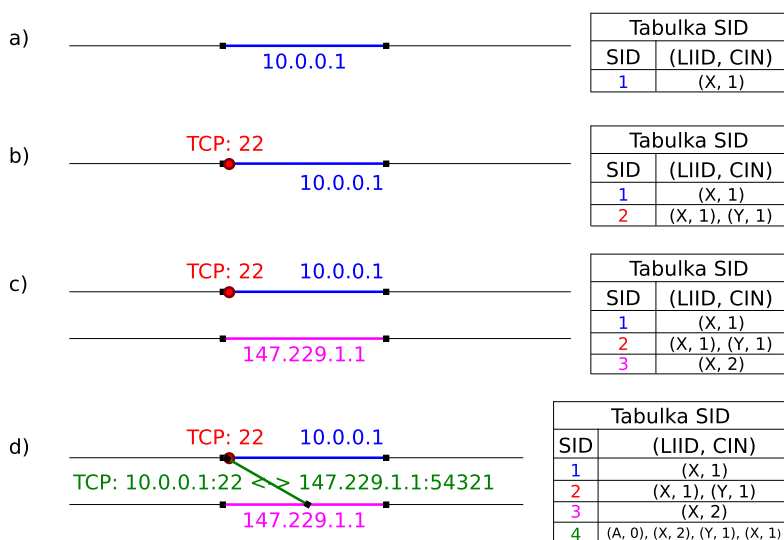 a)
10.0.0.1
Tabulka SID
SID (LIID, CIN)
1 (X, 1)
b)
TCP: 22
10.0.0.1
Tabulka SID
SID (LIID, CIN)
1 (X, 1)
2 (X, 1), (Y, 1)
c)
TCP: 22 10.0.0.1
147.229.1.1
Tabulka SID
SID (LIID, CIN)
1 (X, 1)
2 (X, 1), (Y, 1)
3 (X, 2)
d)
TCP: 22 10.0.0.1
TCP: 10.0.0.1:22 <-> 147.229.1.1:54321
147.229.1.1
Tabulka SID
SID (LIID, CIN)
1 (X, 1)
2 (X, 1), (Y, 1)
3 (X, 2)
4 (A, 0), (X, 2), (Y, 1), (X, 1)